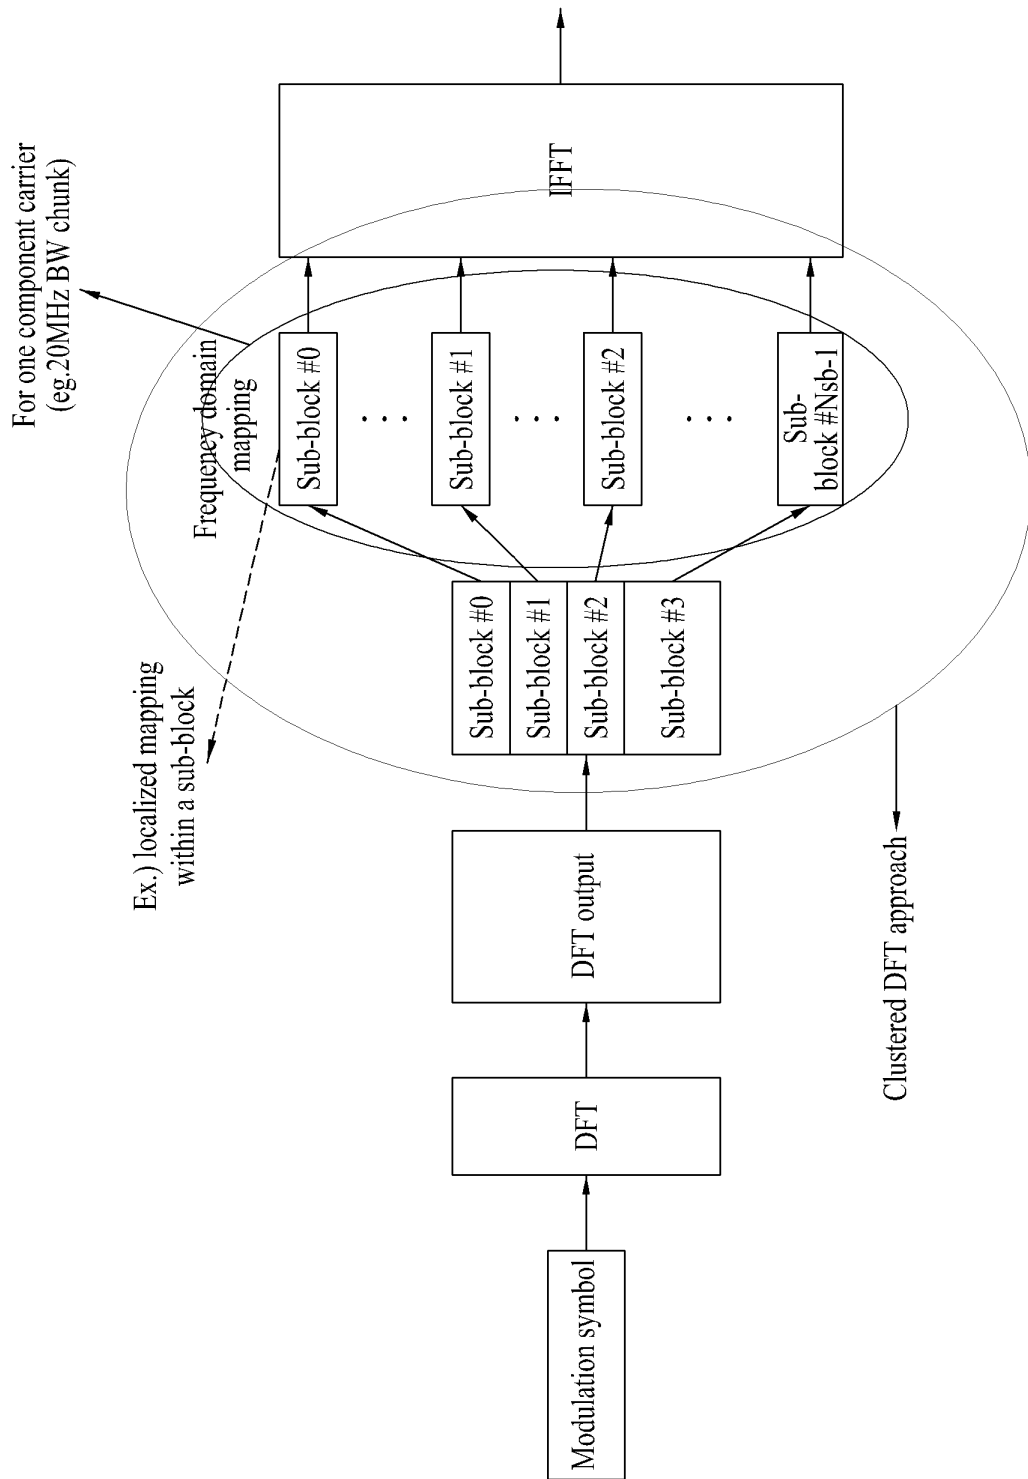 Modulation symbol
DFT
DFT output
Sub-block #0
Sub-block #1
Sub-block #2
Sub-block #3
Ex.) localized mapping
within a sub-block
Frequency domain
mapping
Sub-block #0
. . .
Sub-block #1
. . .
Sub-block #2
. . .
Sub-
block #Nsb-1
For one component carrier
(eg.20MHz BW chunk)
IFFT
Clustered DFT approach